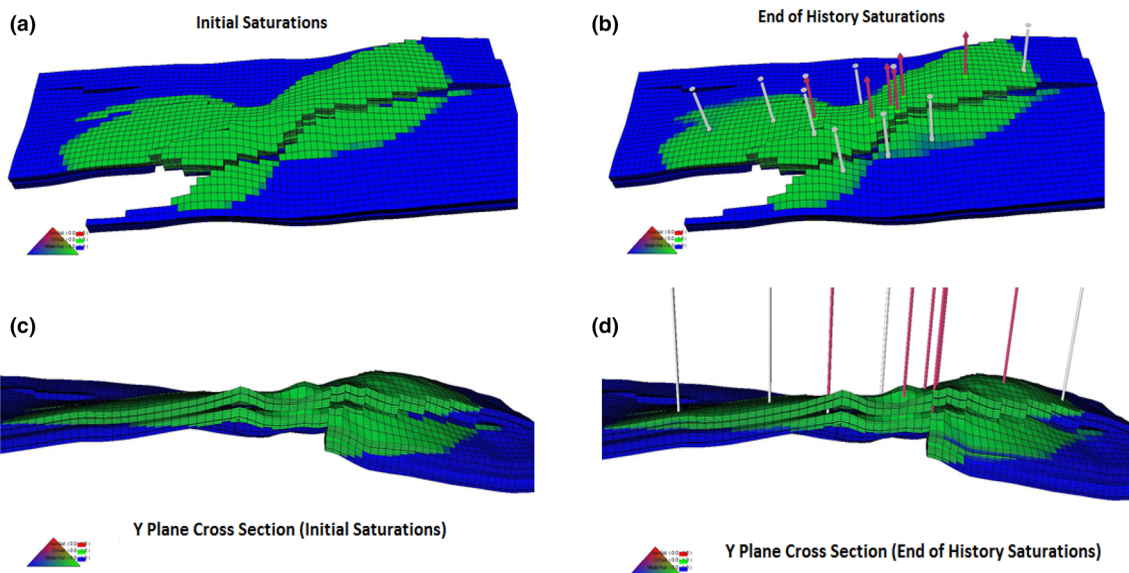 (a)
Initial Saturations
(b)
End of History Saturations
(c)
Y Plane Cross Section (Initial Saturations)
(d)
Y Plane Cross Section (End of History Saturations)